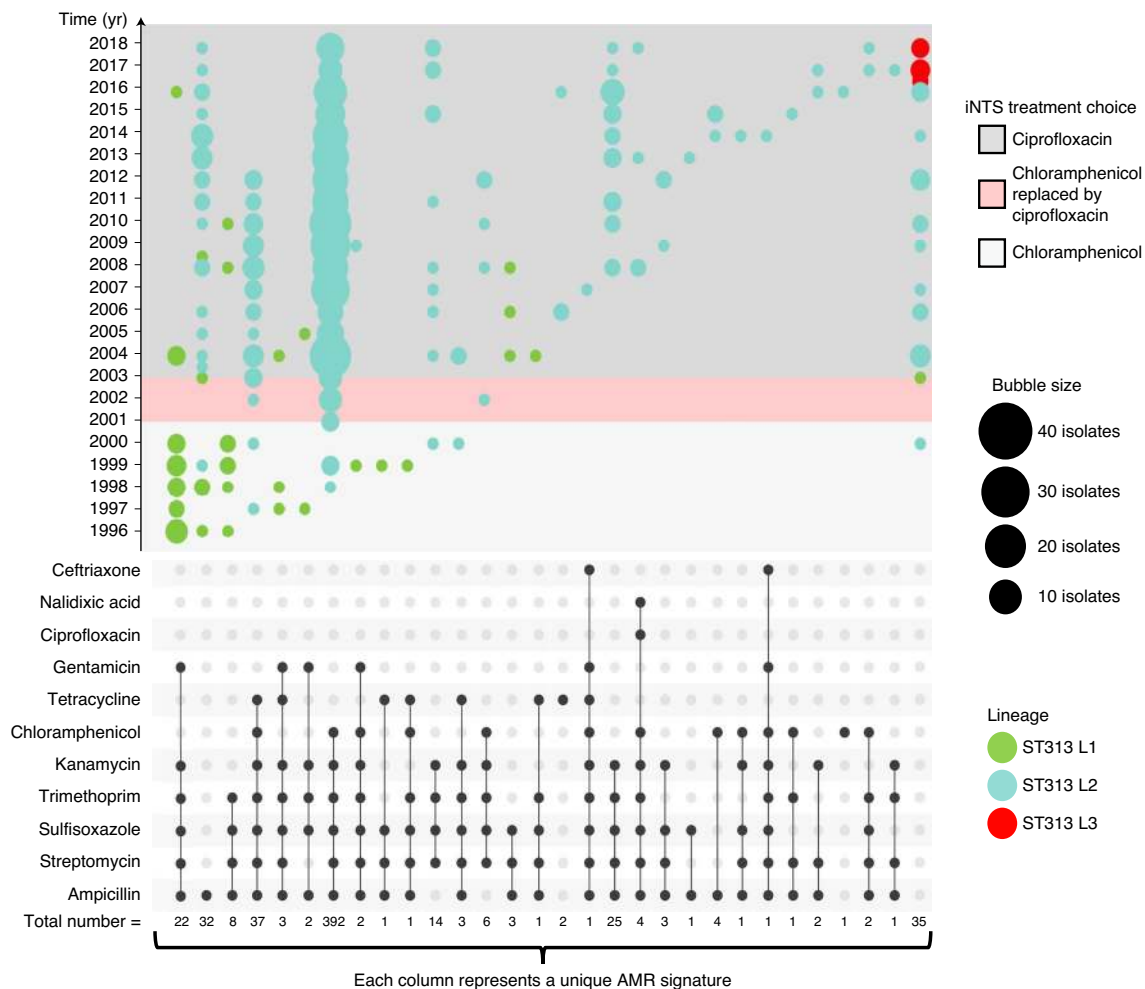 Time (yr)
2018
2017
2016
2015
2014
2013
2012
2011
2010
2009
2008
2007
2006
2005
2004
2003
2002
2001
2000
1999
1998
1997
1996
iNTS treatment choice
Ciprofloxacin
Chloramphenicol
replaced by
ciprofloxacin
Chloramphenicol
Bubble size
40 isolates
30 isolates
20 isolates
10 isolates
Lineage
ST313 L1
ST313 L2
ST313 L3
Ceftriaxone
Nalidixic acid
Ciprofloxacin
Gentamicin
Tetracycline
Chloramphenicol
Kanamycin
Trimethoprim
Sulfisoxazole
Streptomycin
Ampicillin
Total number = 22 32 8 37 3 2 392 2 1 1 14 3 6 3 1 2 1 25 4 3 1 4 1 1 1 2 1 2 1 35
Each column represents a unique AMR signature